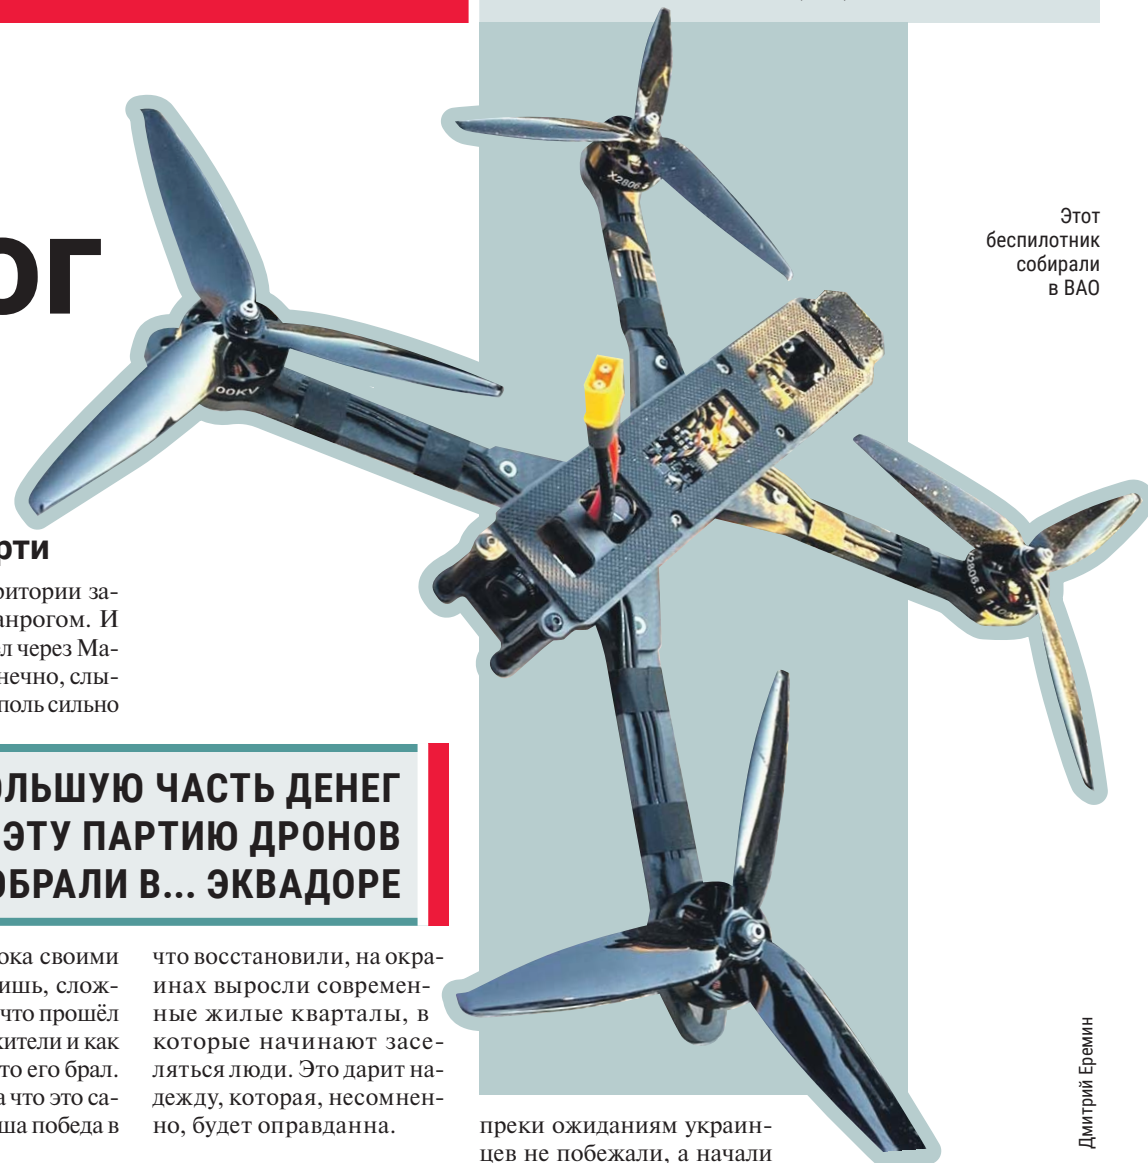 ог
Этот
беспилотник
собирали
в ВАО
X2806.5
00KV
2806.5
рти
ритории за-
анрогом. И
л через Ма-
нечно, слы-
поль сильно
ОЛЬШУЮ ЧАСТЬ ДЕНЕГ
ЭТУ ПАРТИЮ ДРОНОВ
ОБРАЛИ В... ЭКВАДОРЕ
ока своими
ишь, слож-
что прошёл
жители и как
то его брал.
а что это са-
ша победа в
что восстановили, на окра-
инах выросли современ-
ные жилые кварталы, в
которые начинают засе-
ляться люди. Это дарит на-
дежду, которая, несомнен-
но, будет оправданна.
преки ожиданиям украин-
цев не побежали, а начали
Дмитрий Еремин